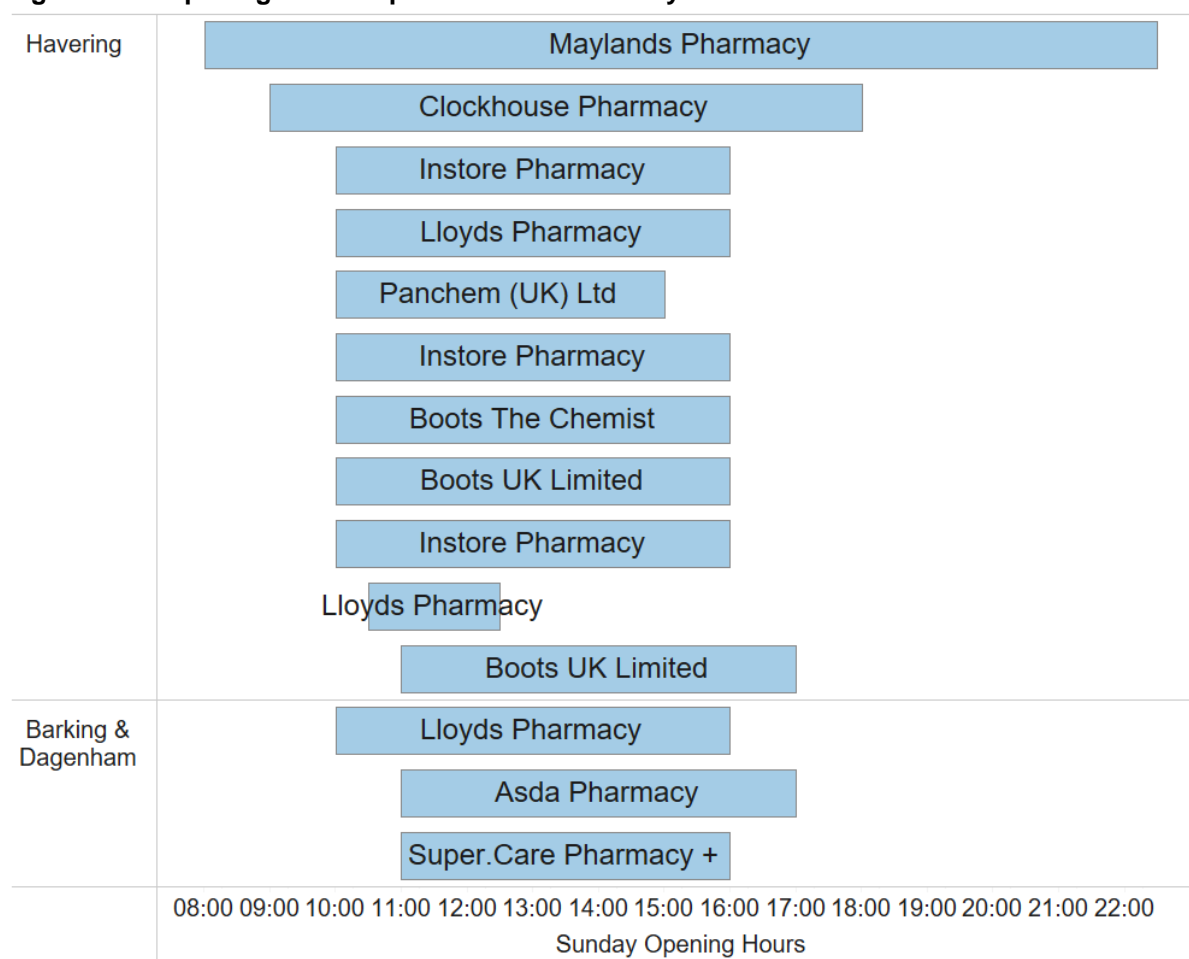 Havering
Maylands Pharmacy
Clockhouse Pharmacy
Instore Pharmacy
Lloyds Pharmacy
Panchem (UK) Ltd
Instore Pharmacy
Boots The Chemist
Boots UK Limited
Instore Pharmacy
Lloyds Pharmacy
Boots UK Limited
Barking &
Dagenham
Lloyds Pharmacy
Asda Pharmacy
Super.Care Pharmacy +
08:00 09:00 10:00 11:00 12:00 13:00 14:00 15:00 16:00 17:00 18:00 19:00 20:00 21:00 22:00
Sunday Opening Hours